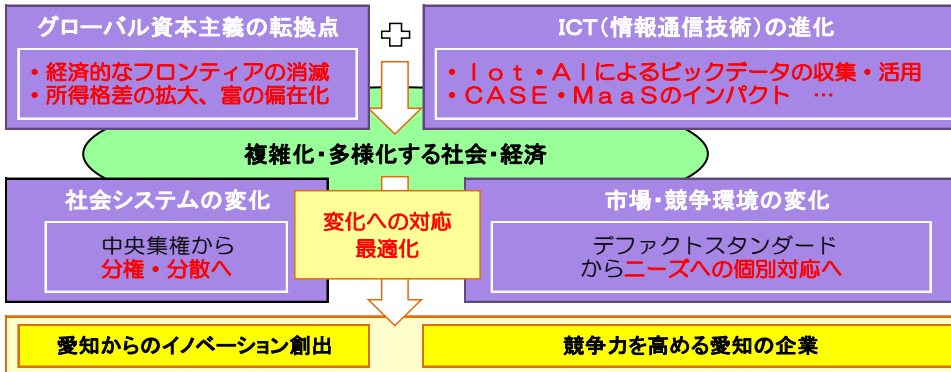 グローバル資本主義の転換点
・経済的なフロンティアの消滅
・所得格差の拡大、富の偏在化
ICT(情報通信技術)の進化
・Ｉｏｔ・ＡＩによるビックデータの収集・活用
・ＣＡＳＥ・ＭａａＳのインパクト　…
複雑化・多様化する社会・経済
社会システムの変化
中央集権から
分権・分散へ
変化への対応
最適化
市場・競争環境の変化
デファクトスタンダード
からニーズへの個別対応へ
愛知からのイノベーション創出
競争力を高める愛知の企業